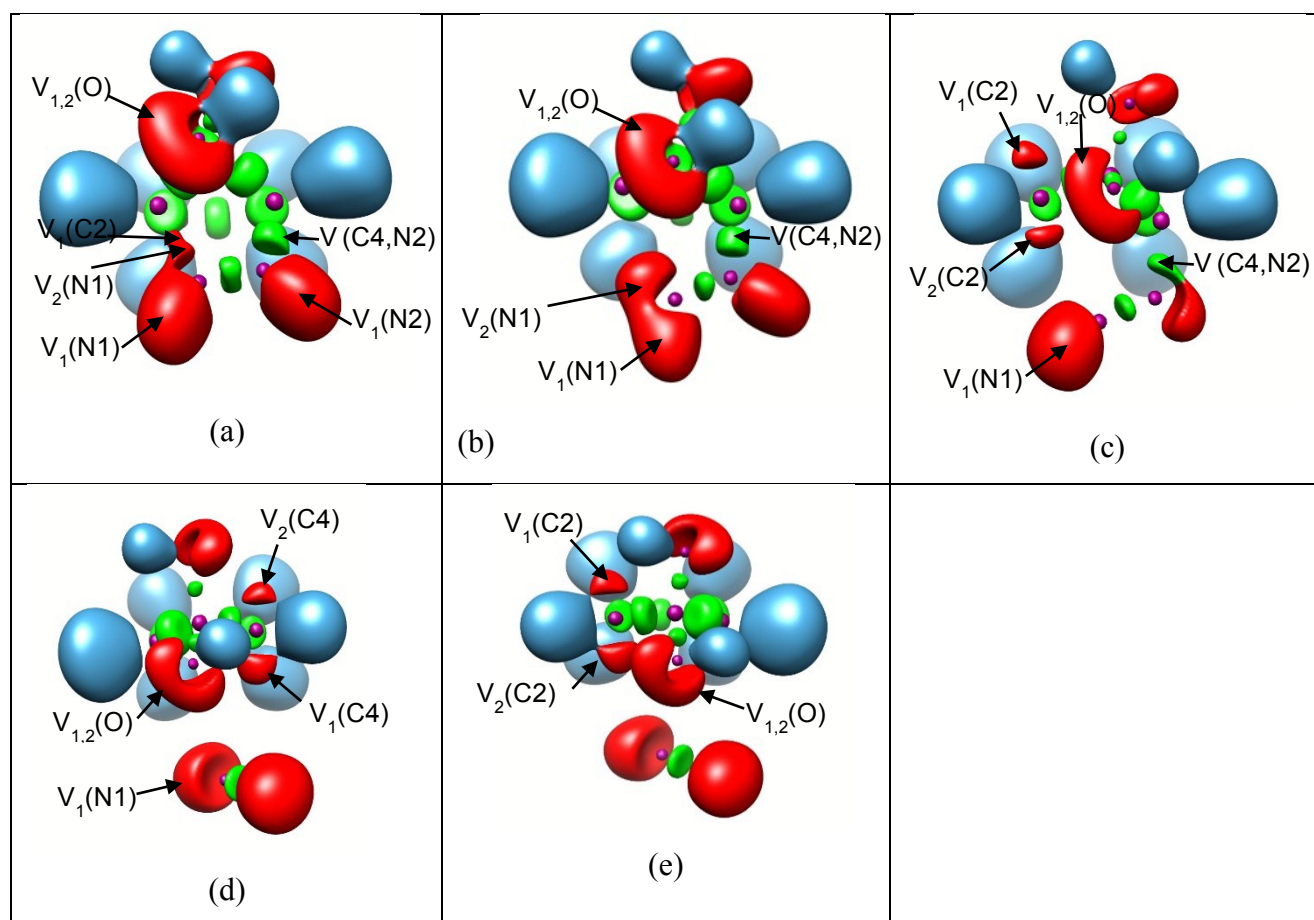 V1,2(O)
V1(C2)
V2(N1)
V1(N1)
V (C4,N2)
V1(N2)
(a)
V1,2(O)
V(C4,N2)
V2(N1)
V1(N1)
(b)
V1(C2)
V1,2(O)
V2(C2)
V (C4,N2)
V1(N1)
(c)
V2(C4)
V1,2(O)
V1(C4)
V1(N1)
(d)
V1(C2)
V2(C2)
V1,2(O)
(e)